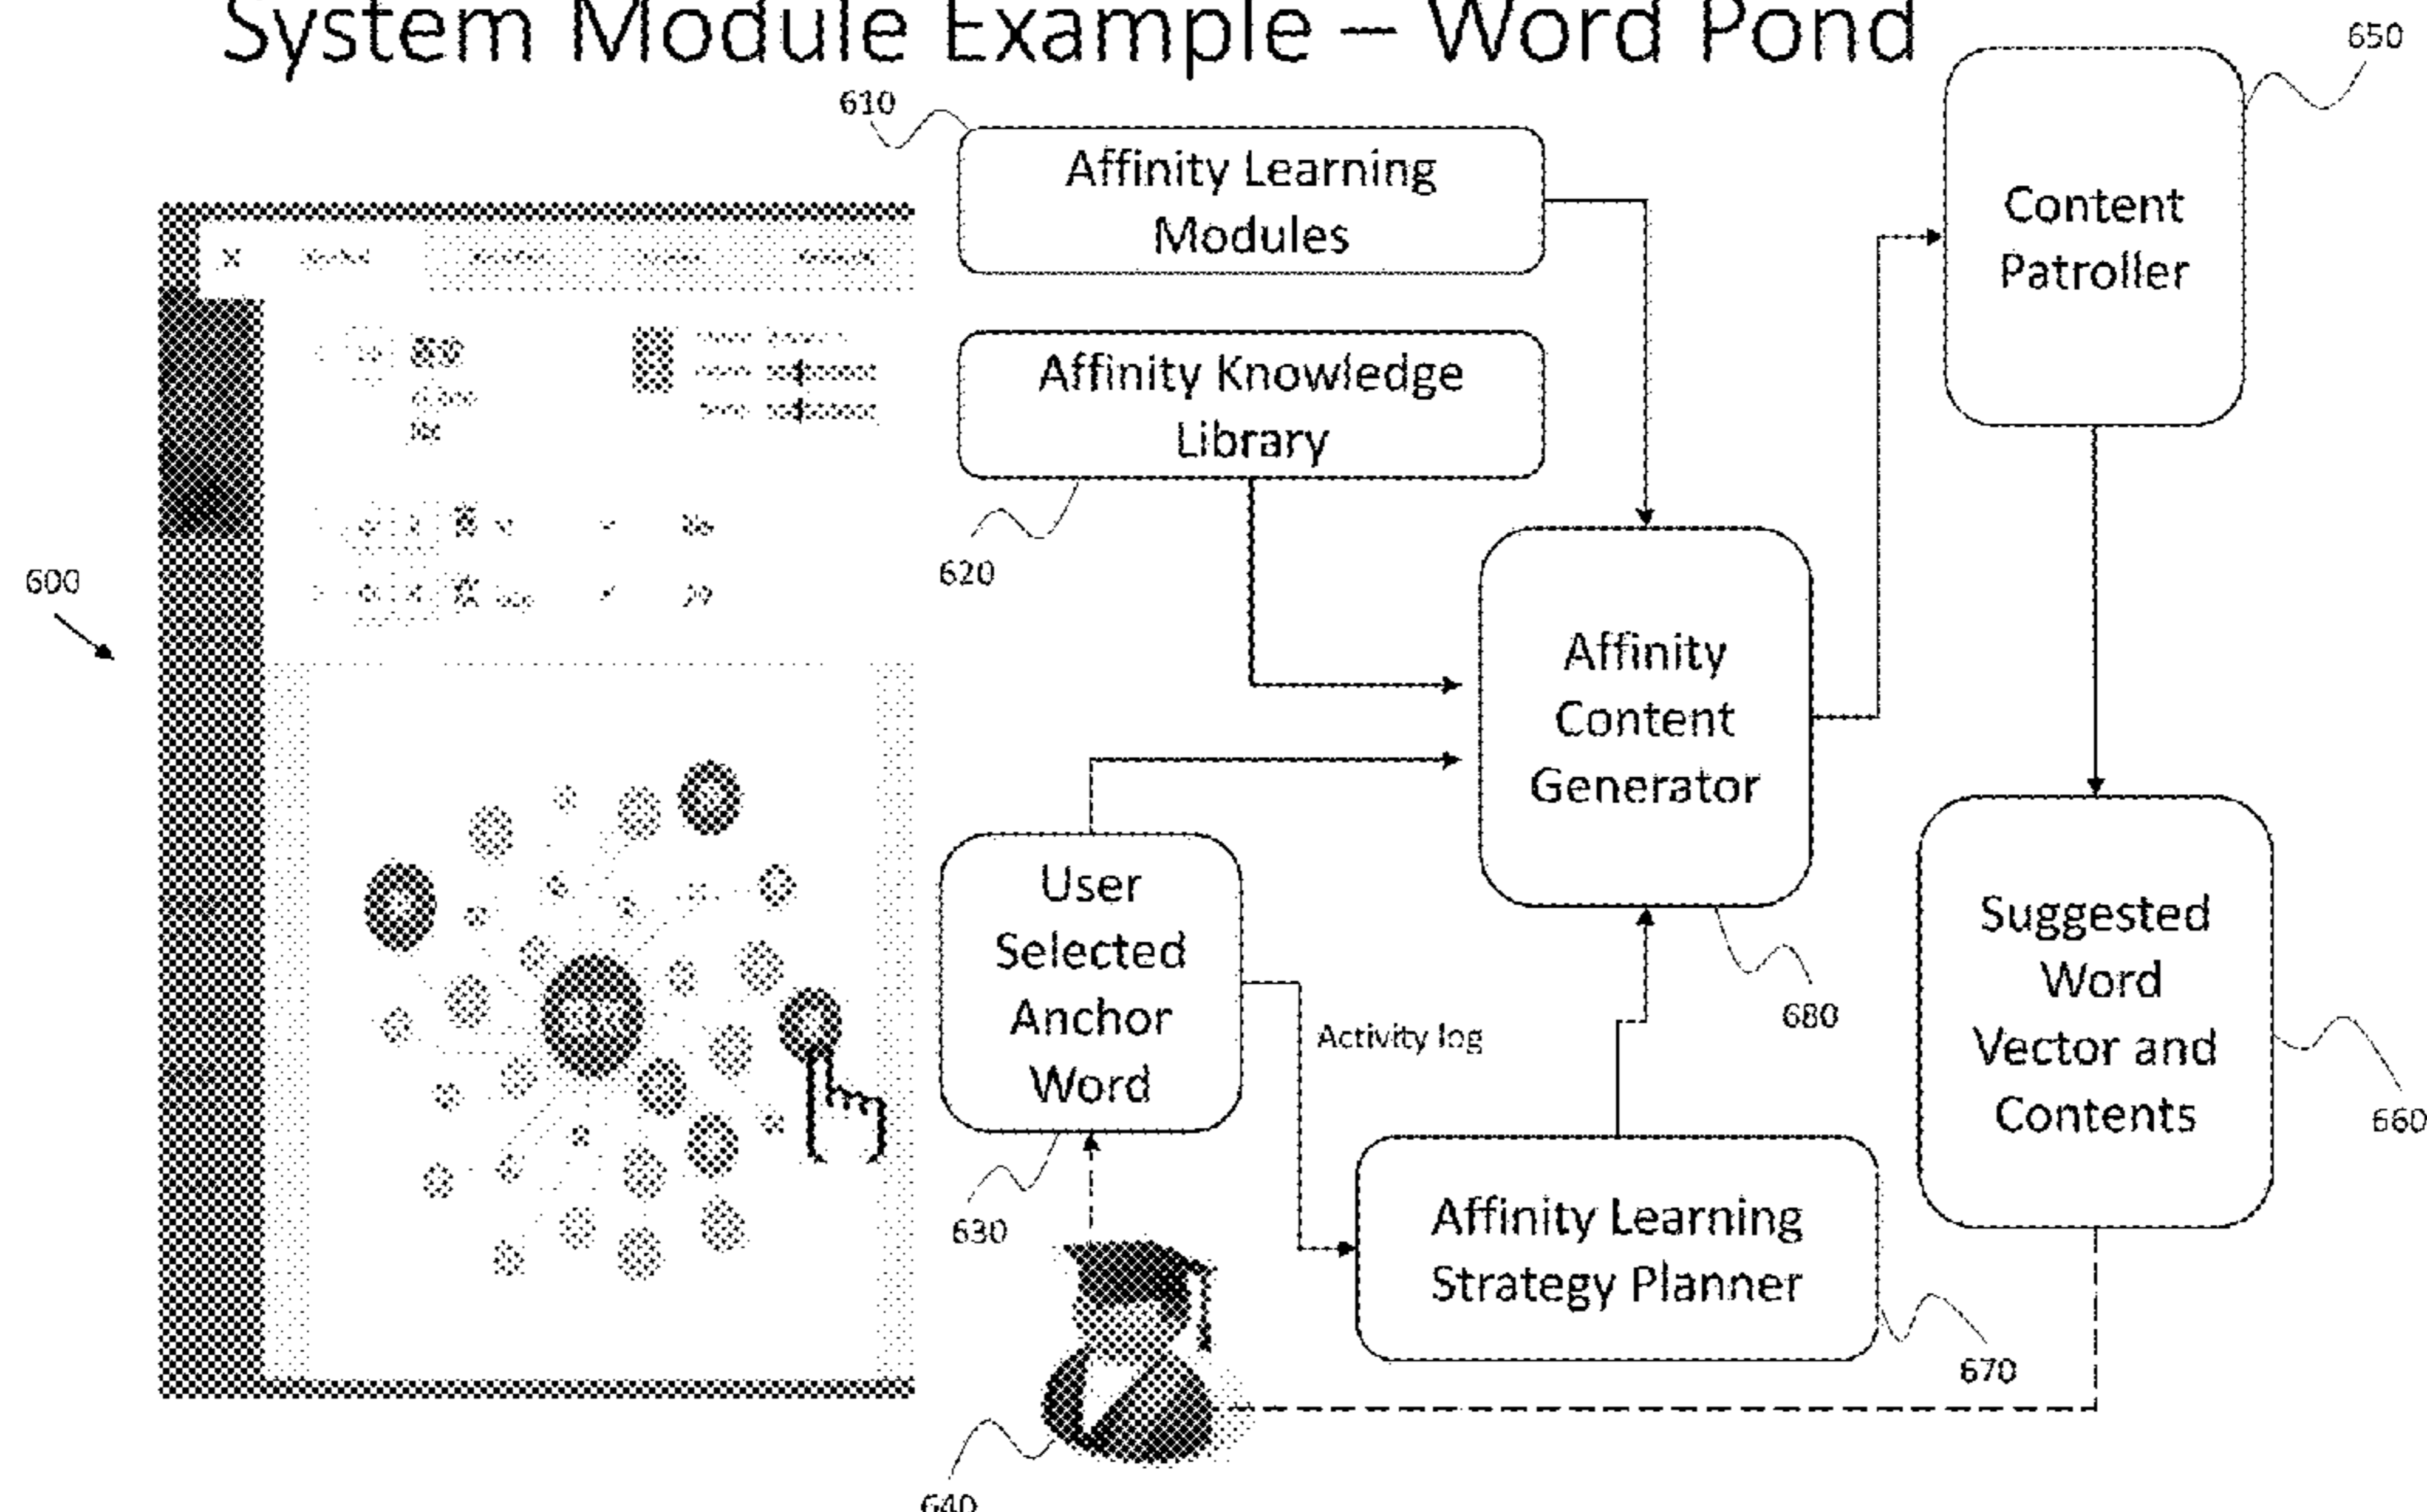 System Module Example – Word Pond
650
610
Affinity Learning
Modules
Content
Patroller
Affinity Knowledge
Library
620
600
Affinity
Content
Generator
User
Selected
Anchor
Word
Suggested
Word
Vector and
Contents
680
Activity log
660
630
Affinity Learning
Strategy Planner
670
640